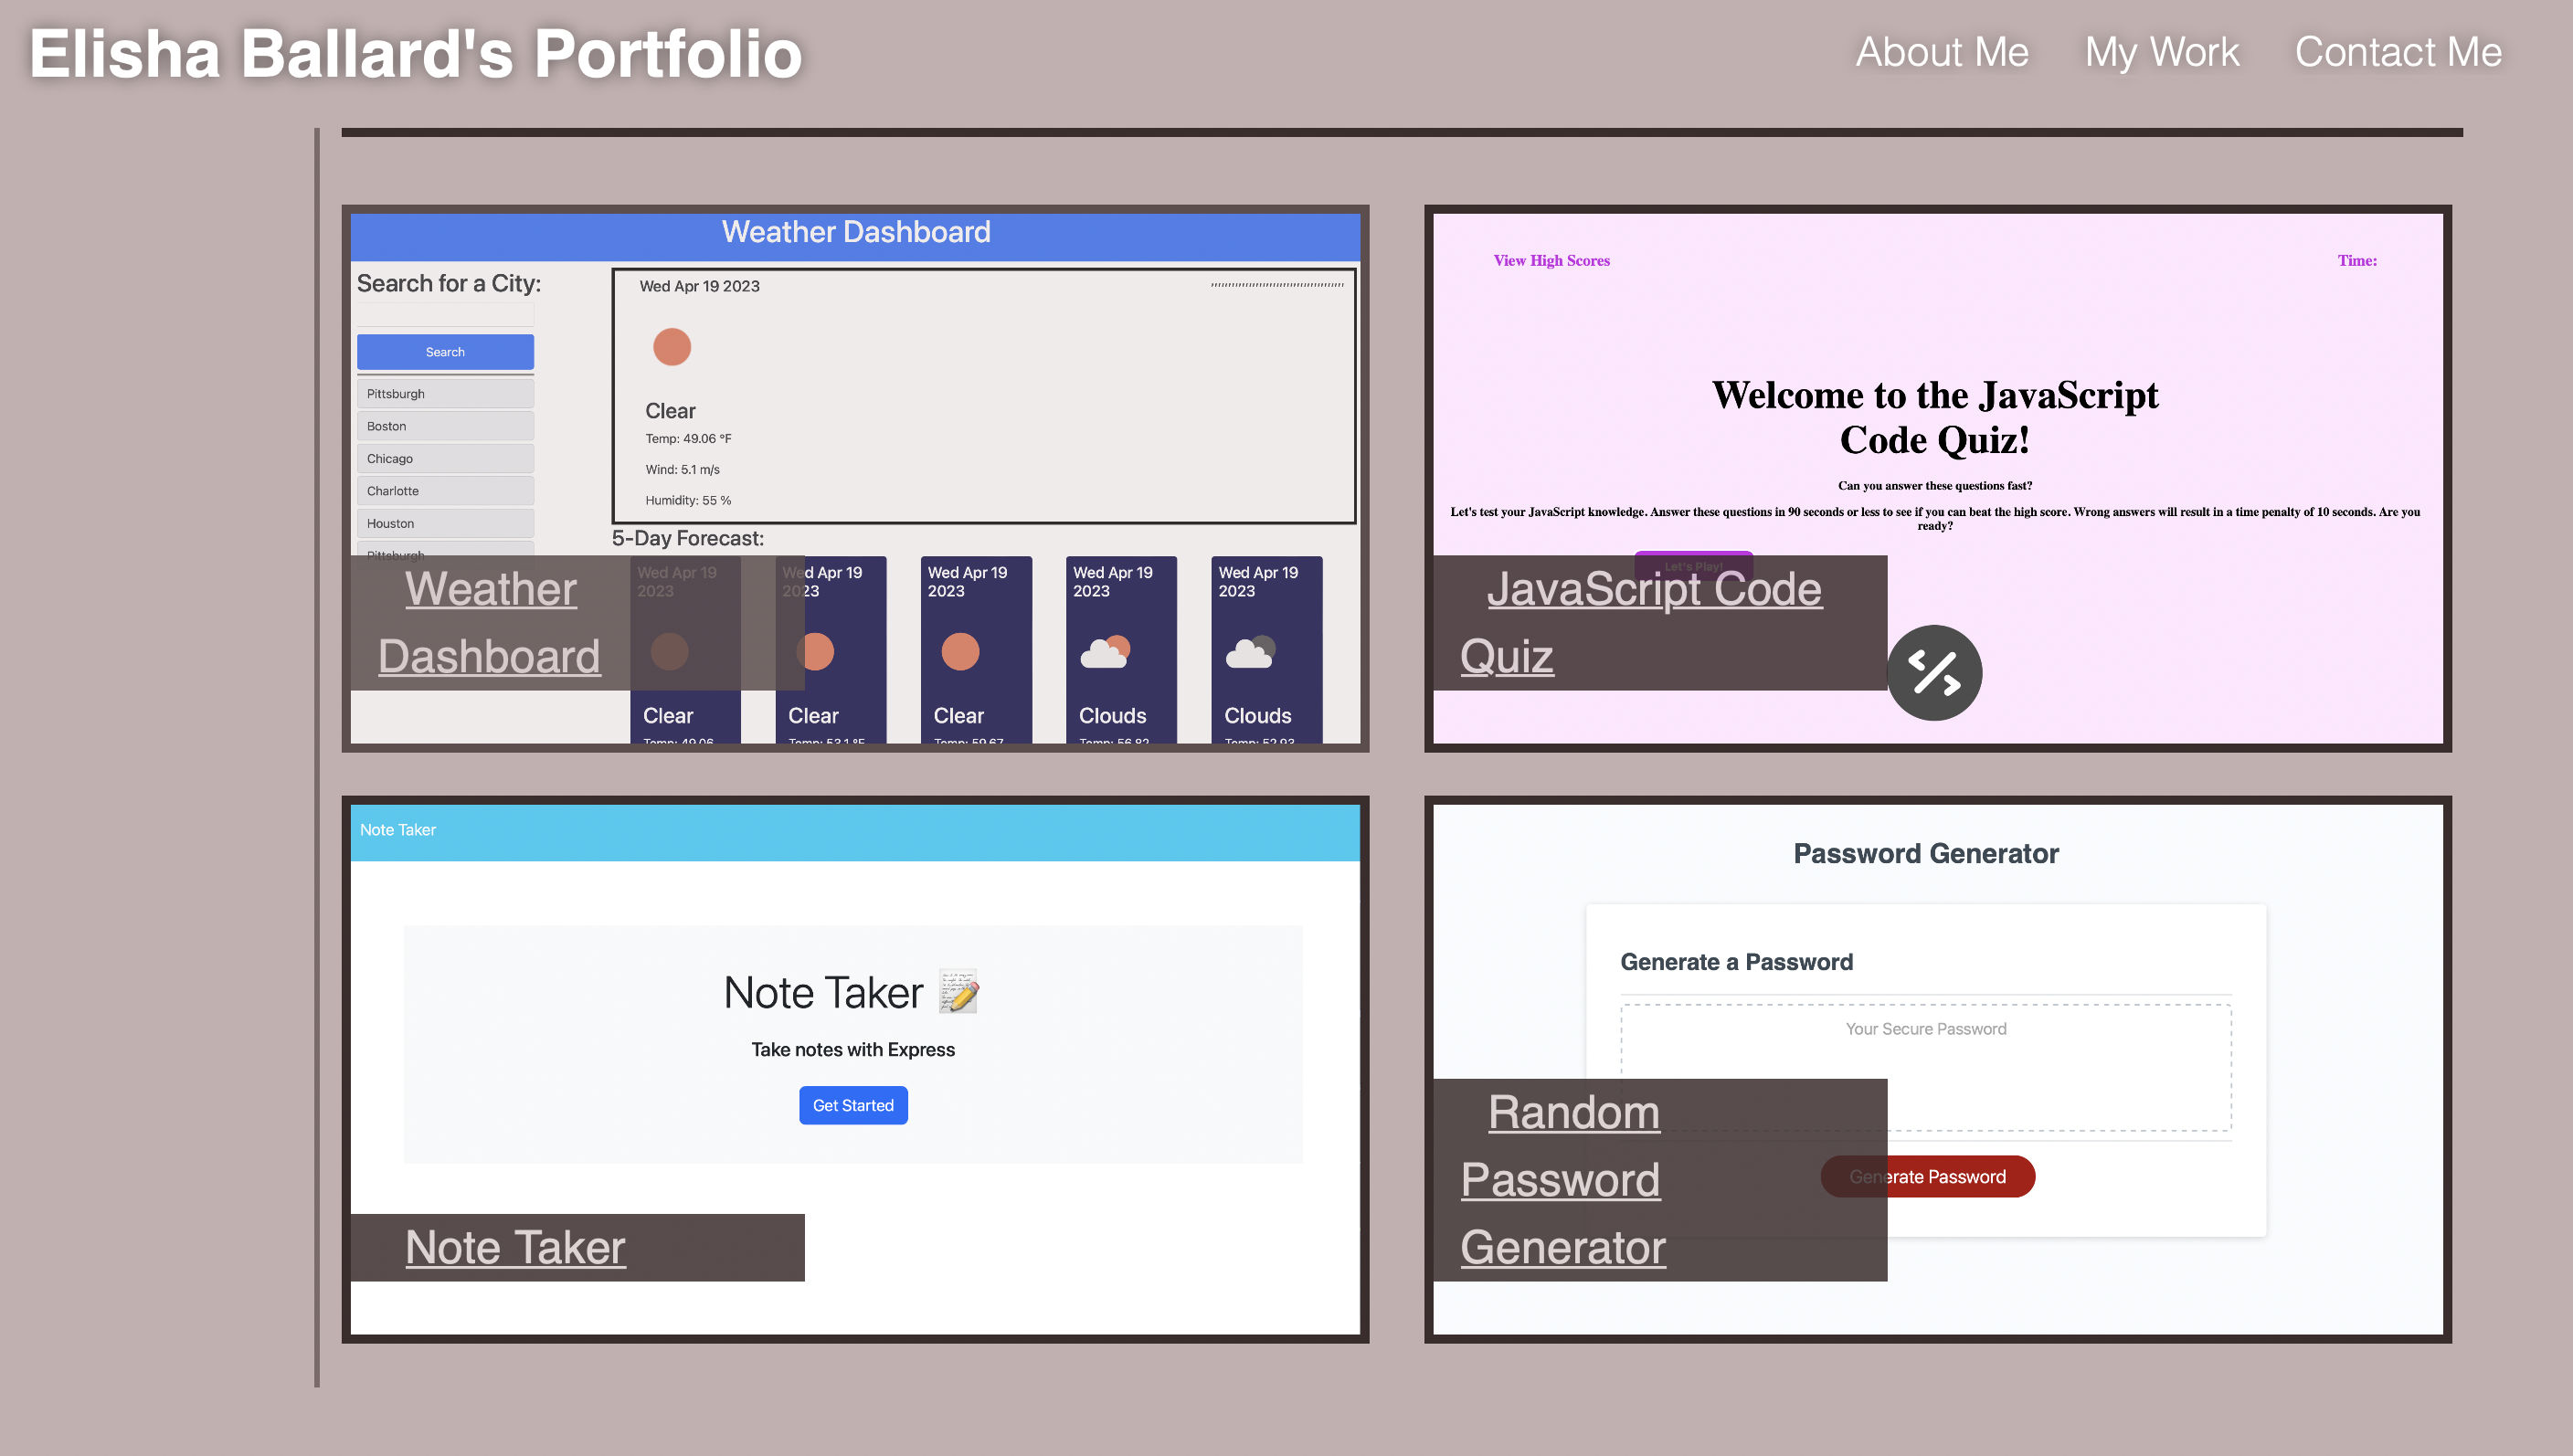 Elisha Ballard's Portfolio
About Me My Work Contact Me
Weather Dashboard
Search for a City:
Search
Pittsburgh
Boston
Chicago
Charlotte
Houston
Pittsburgh
Wed Apr 19 2023
Clear
Temp: 49.06 °F
Wind: 5.1 m/s
Humidity: 55 %
5-Day Forecast:
Wed Apr 19
2023
Clear
Temp: 49.06
Wed Apr 19
2023
Clear
Temp: 53.1 °F
Wed Apr 19
2023
Clear
Temp: 59.67
Wed Apr 19
2023
Clouds
Temp: 56.82
Wed Apr 19
2023
Clouds
Temp: 52.93
Weather
Dashboard
View High Scores Time:
Welcome to the JavaScript
Code Quiz!
Can you answer these questions fast?
Let's test your JavaScript knowledge. Answer these questions in 90 seconds or less to see if you can beat the high score. Wrong answers will result in a time penalty of 10 seconds. Are you
ready?
Let's Play!
JavaScript Code
Quiz
Note Taker
Note Taker
Take notes with Express
Get Started
Note Taker
Password Generator
Generate a Password
Your Secure Password
Generate Password
Random
Password
Generator